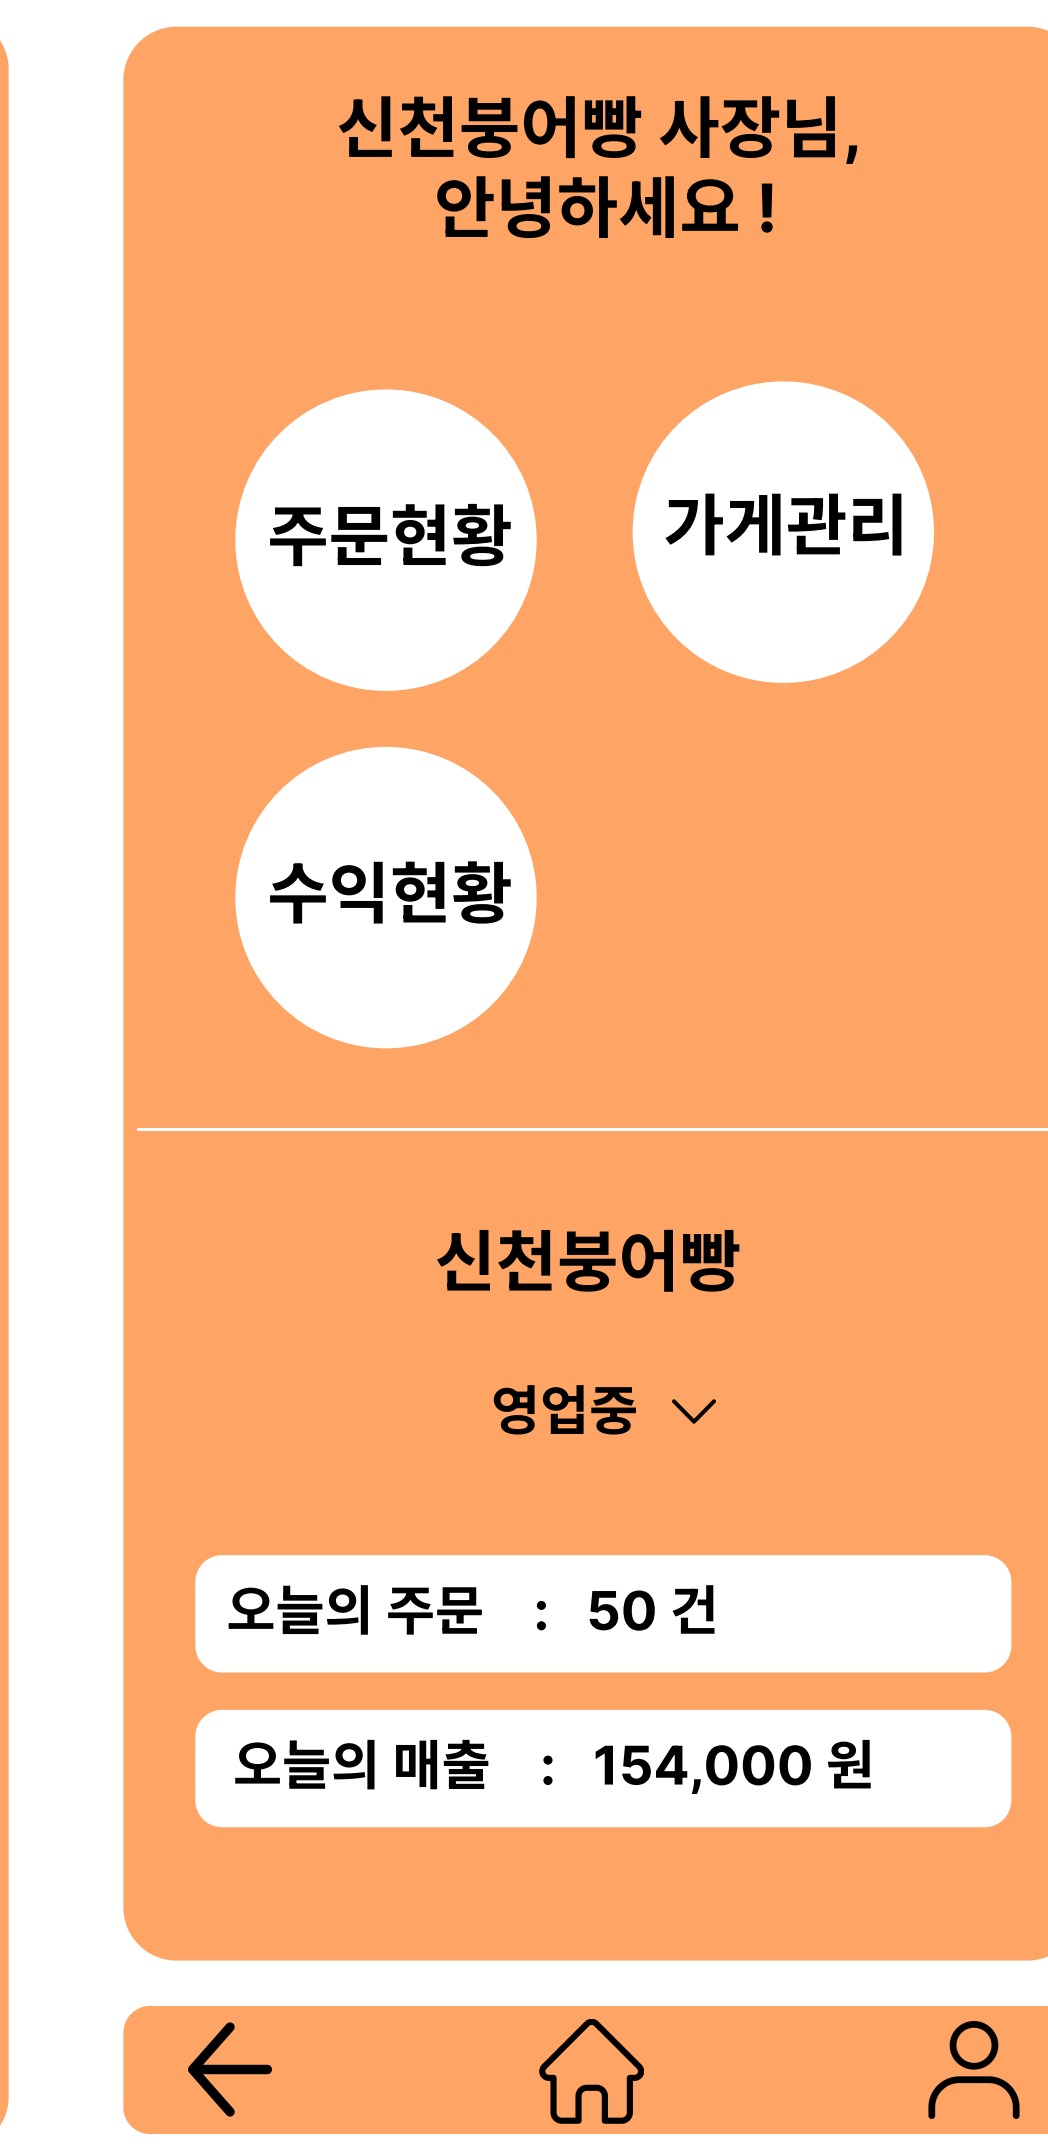 신천붕어빵 사장님,
안녕하세요 !
주문현황
가게관리
수익현황
신천붕어빵
영업중
오늘의 주문 : 50 건
오늘의 매출 : 154,000 원